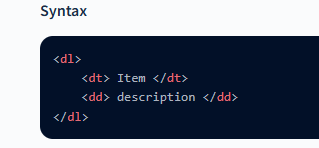 Syntax
<dl>
    <dt> Item </dt>
    <dd> description </dd>
</dl>